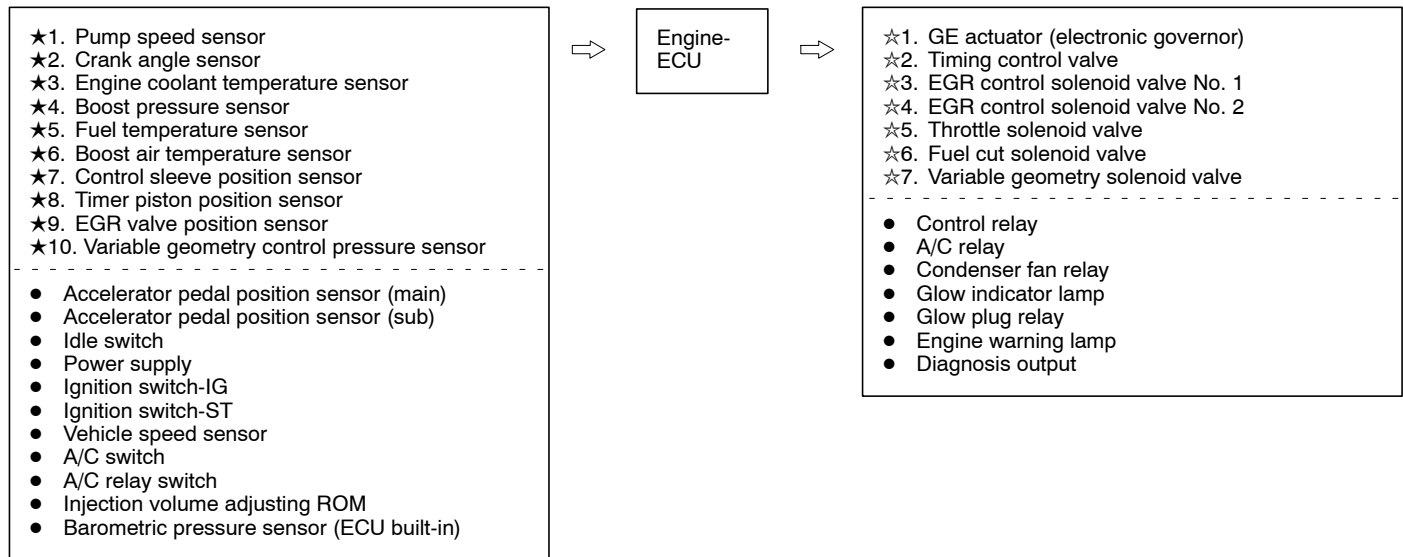 ★1. Pump speed sensor
★2. Crank angle sensor
★3. Engine coolant temperature sensor
★4. Boost pressure sensor
★5. Fuel temperature sensor
★6. Boost air temperature sensor
★7. Control sleeve position sensor
★8. Timer piston position sensor
★9. EGR valve position sensor
★10. Variable geometry control pressure sensor
● Accelerator pedal position sensor (main)
● Accelerator pedal position sensor (sub)
● Idle switch
● Power supply
● Ignition switch-IG
● Ignition switch-ST
● Vehicle speed sensor
● A/C switch
● A/C relay switch
● Injection volume adjusting ROM
● Barometric pressure sensor (ECU built-in)
Engine-
ECU
☆1. GE actuator (electronic governor)
☆2. Timing control valve
☆3. EGR control solenoid valve No. 1
☆4. EGR control solenoid valve No. 2
☆5. Throttle solenoid valve
☆6. Fuel cut solenoid valve
☆7. Variable geometry solenoid valve
● Control relay
● A/C relay
● Condenser fan relay
● Glow indicator lamp
● Glow plug relay
● Engine warning lamp
● Diagnosis output